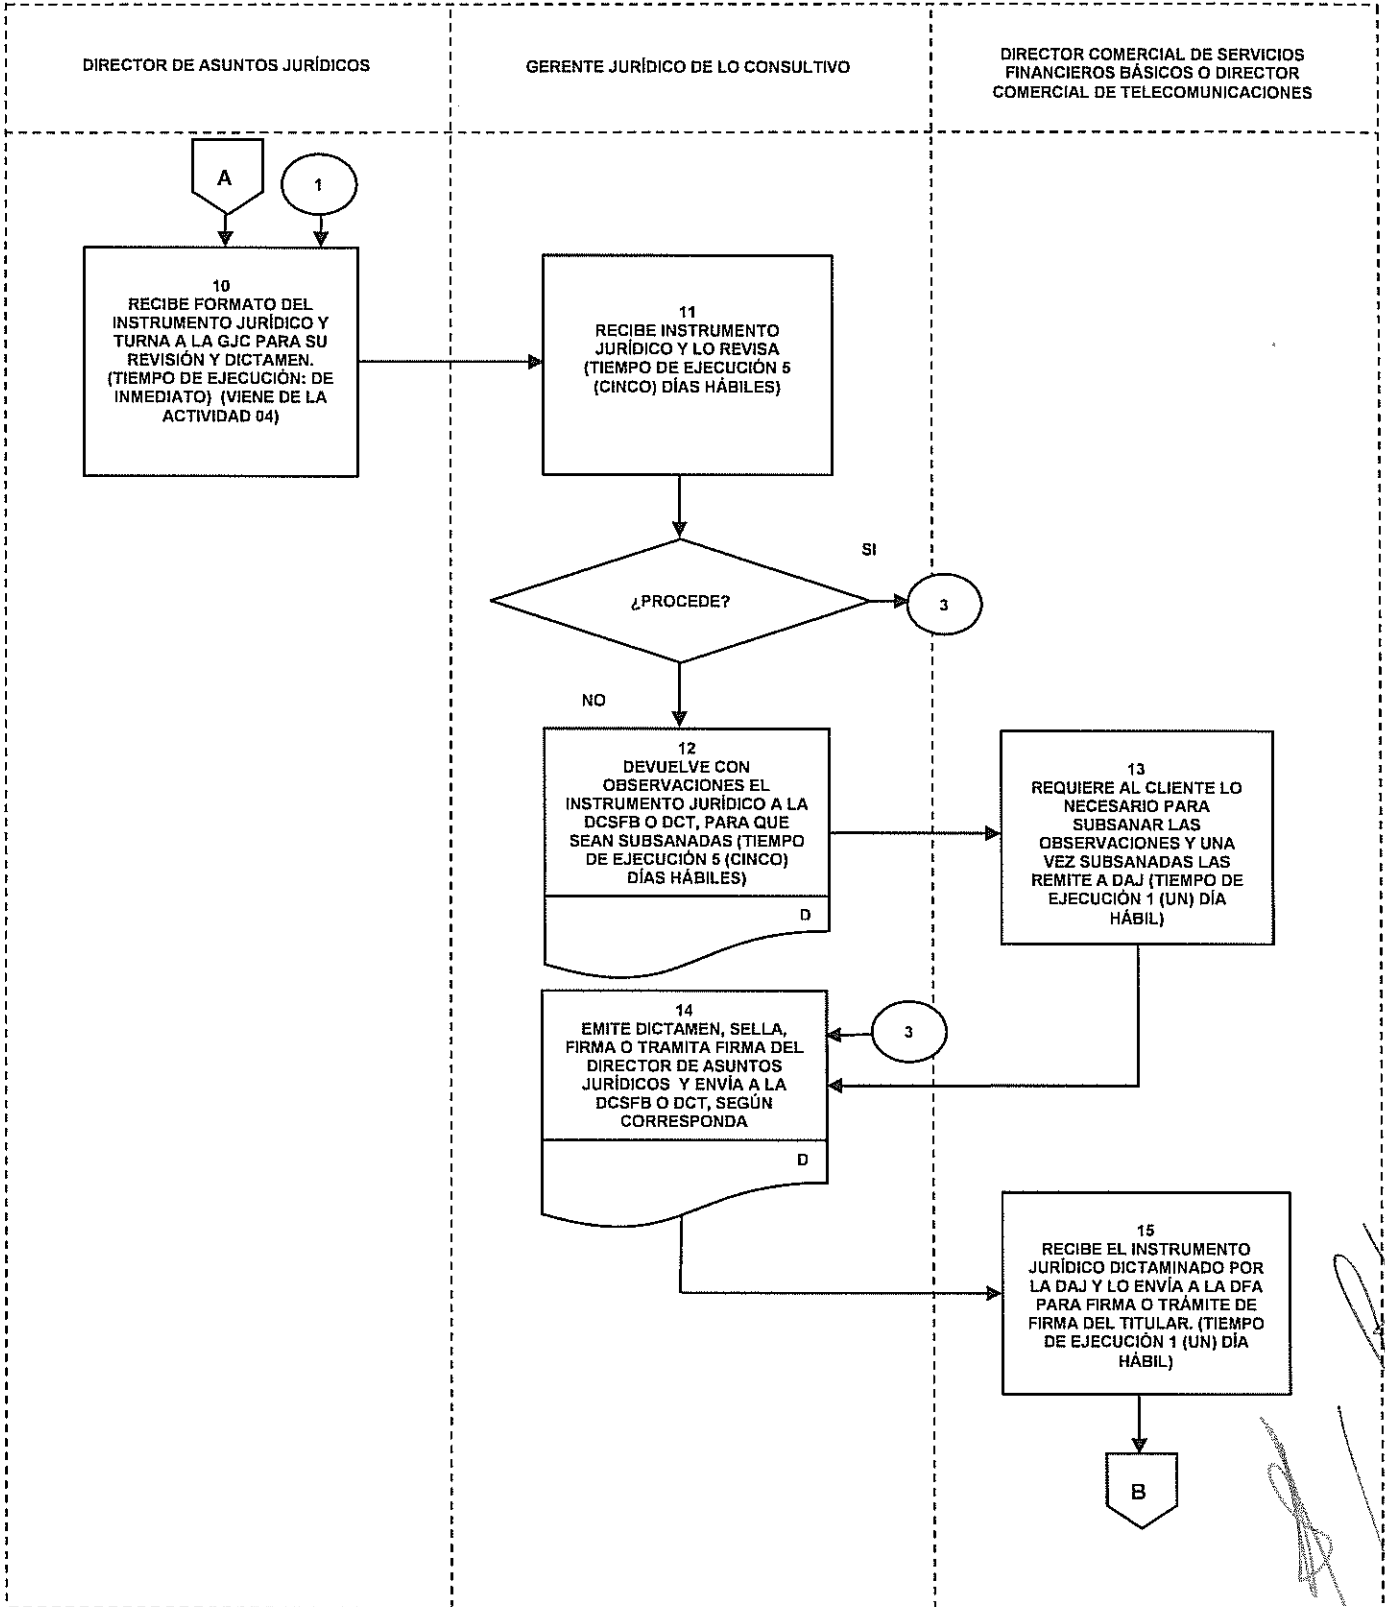 DIRECTOR DE ASUNTOS JURÍDICOS
GERENTE JURÍDICO DE LO CONSULTIVO
DIRECTOR COMERCIAL DE SERVICIOS
FINANCIEROS BÁSICOS O DIRECTOR
COMERCIAL DE TELECOMUNICACIONES
A
1
10
RECIBE FORMATO DEL
INSTRUMENTO JURÍDICO Y
TURNA A LA GJC PARA SU
REVISIÓN Y DICTAMEN.
(TIEMPO DE EJECUCIÓN: DE
INMEDIATO) (VIENE DE LA
ACTIVIDAD 04)
11
RECIBE INSTRUMENTO
JURÍDICO Y LO REVISA
(TIEMPO DE EJECUCIÓN 5
(CINCO) DÍAS HÁBILES)
¿PROCEDE?
SI
3
NO
12
DEVUELVE CON
OBSERVACIONES EL
INSTRUMENTO JURÍDICO A LA
DCSFB O DCT, PARA QUE
SEAN SUBSANADAS (TIEMPO
DE EJECUCIÓN 5 (CINCO)
DÍAS HÁBILES)
D
13
REQUIERE AL CLIENTE LO
NECESARIO PARA
SUBSANAR LAS
OBSERVACIONES Y UNA
VEZ SUBSANADAS LAS
REMITE A DAJ (TIEMPO DE
EJECUCIÓN 1 (UN) DÍA
HÁBIL)
14
EMITE DICTAMEN, SELLA,
FIRMA O TRAMITA FIRMA DEL
DIRECTOR DE ASUNTOS
JURÍDICOS Y ENVÍA A LA
DCSFB O DCT, SEGÚN
CORRESPONDA
D
3
15
RECIBE EL INSTRUMENTO
JURÍDICO DICTAMINADO POR
LA DAJ Y LO ENVÍA A LA DFA
PARA FIRMA O TRÁMITE DE
FIRMA DEL TITULAR. (TIEMPO
DE EJECUCIÓN 1 (UN) DÍA
HÁBIL)
B